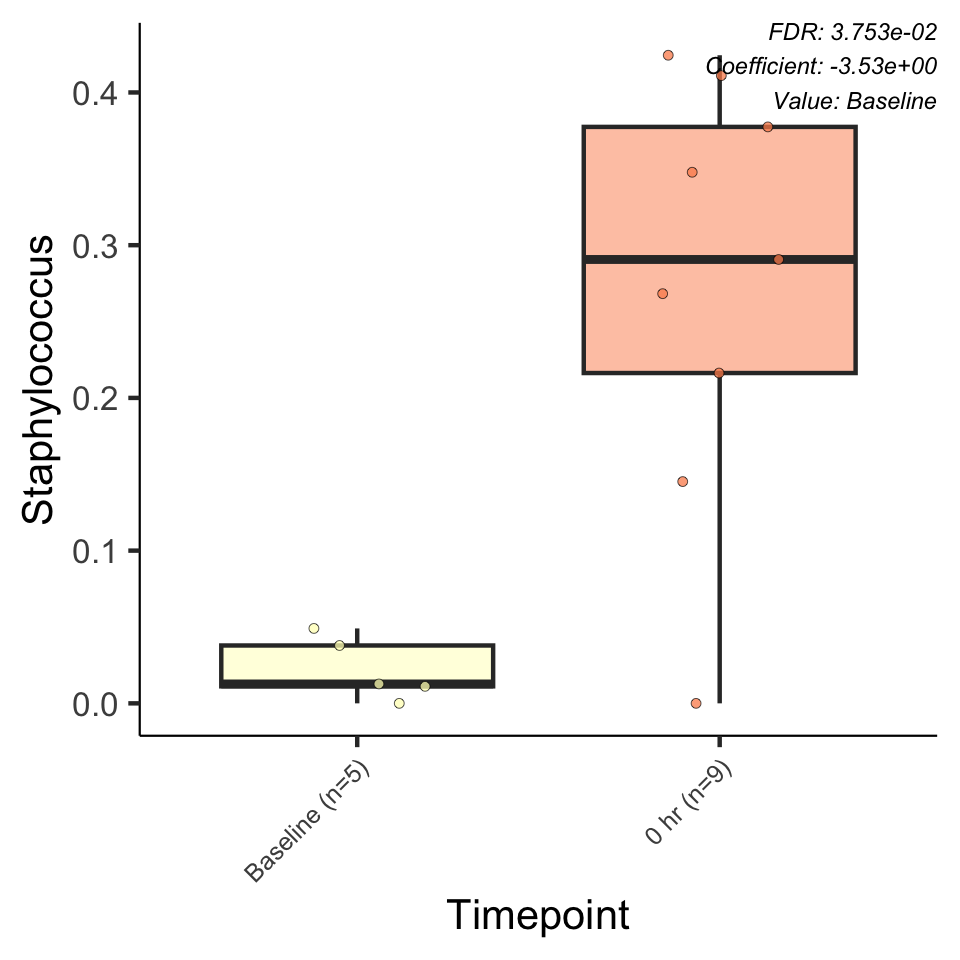 FDR: 3.753e-02
Coefficient: -3.53e+00
Value: Baseline
Staphylococcus
0.4
0.3
0.2
0.1
0.0
Baseline (n=5)
0 hr (n=9)
Timepoint